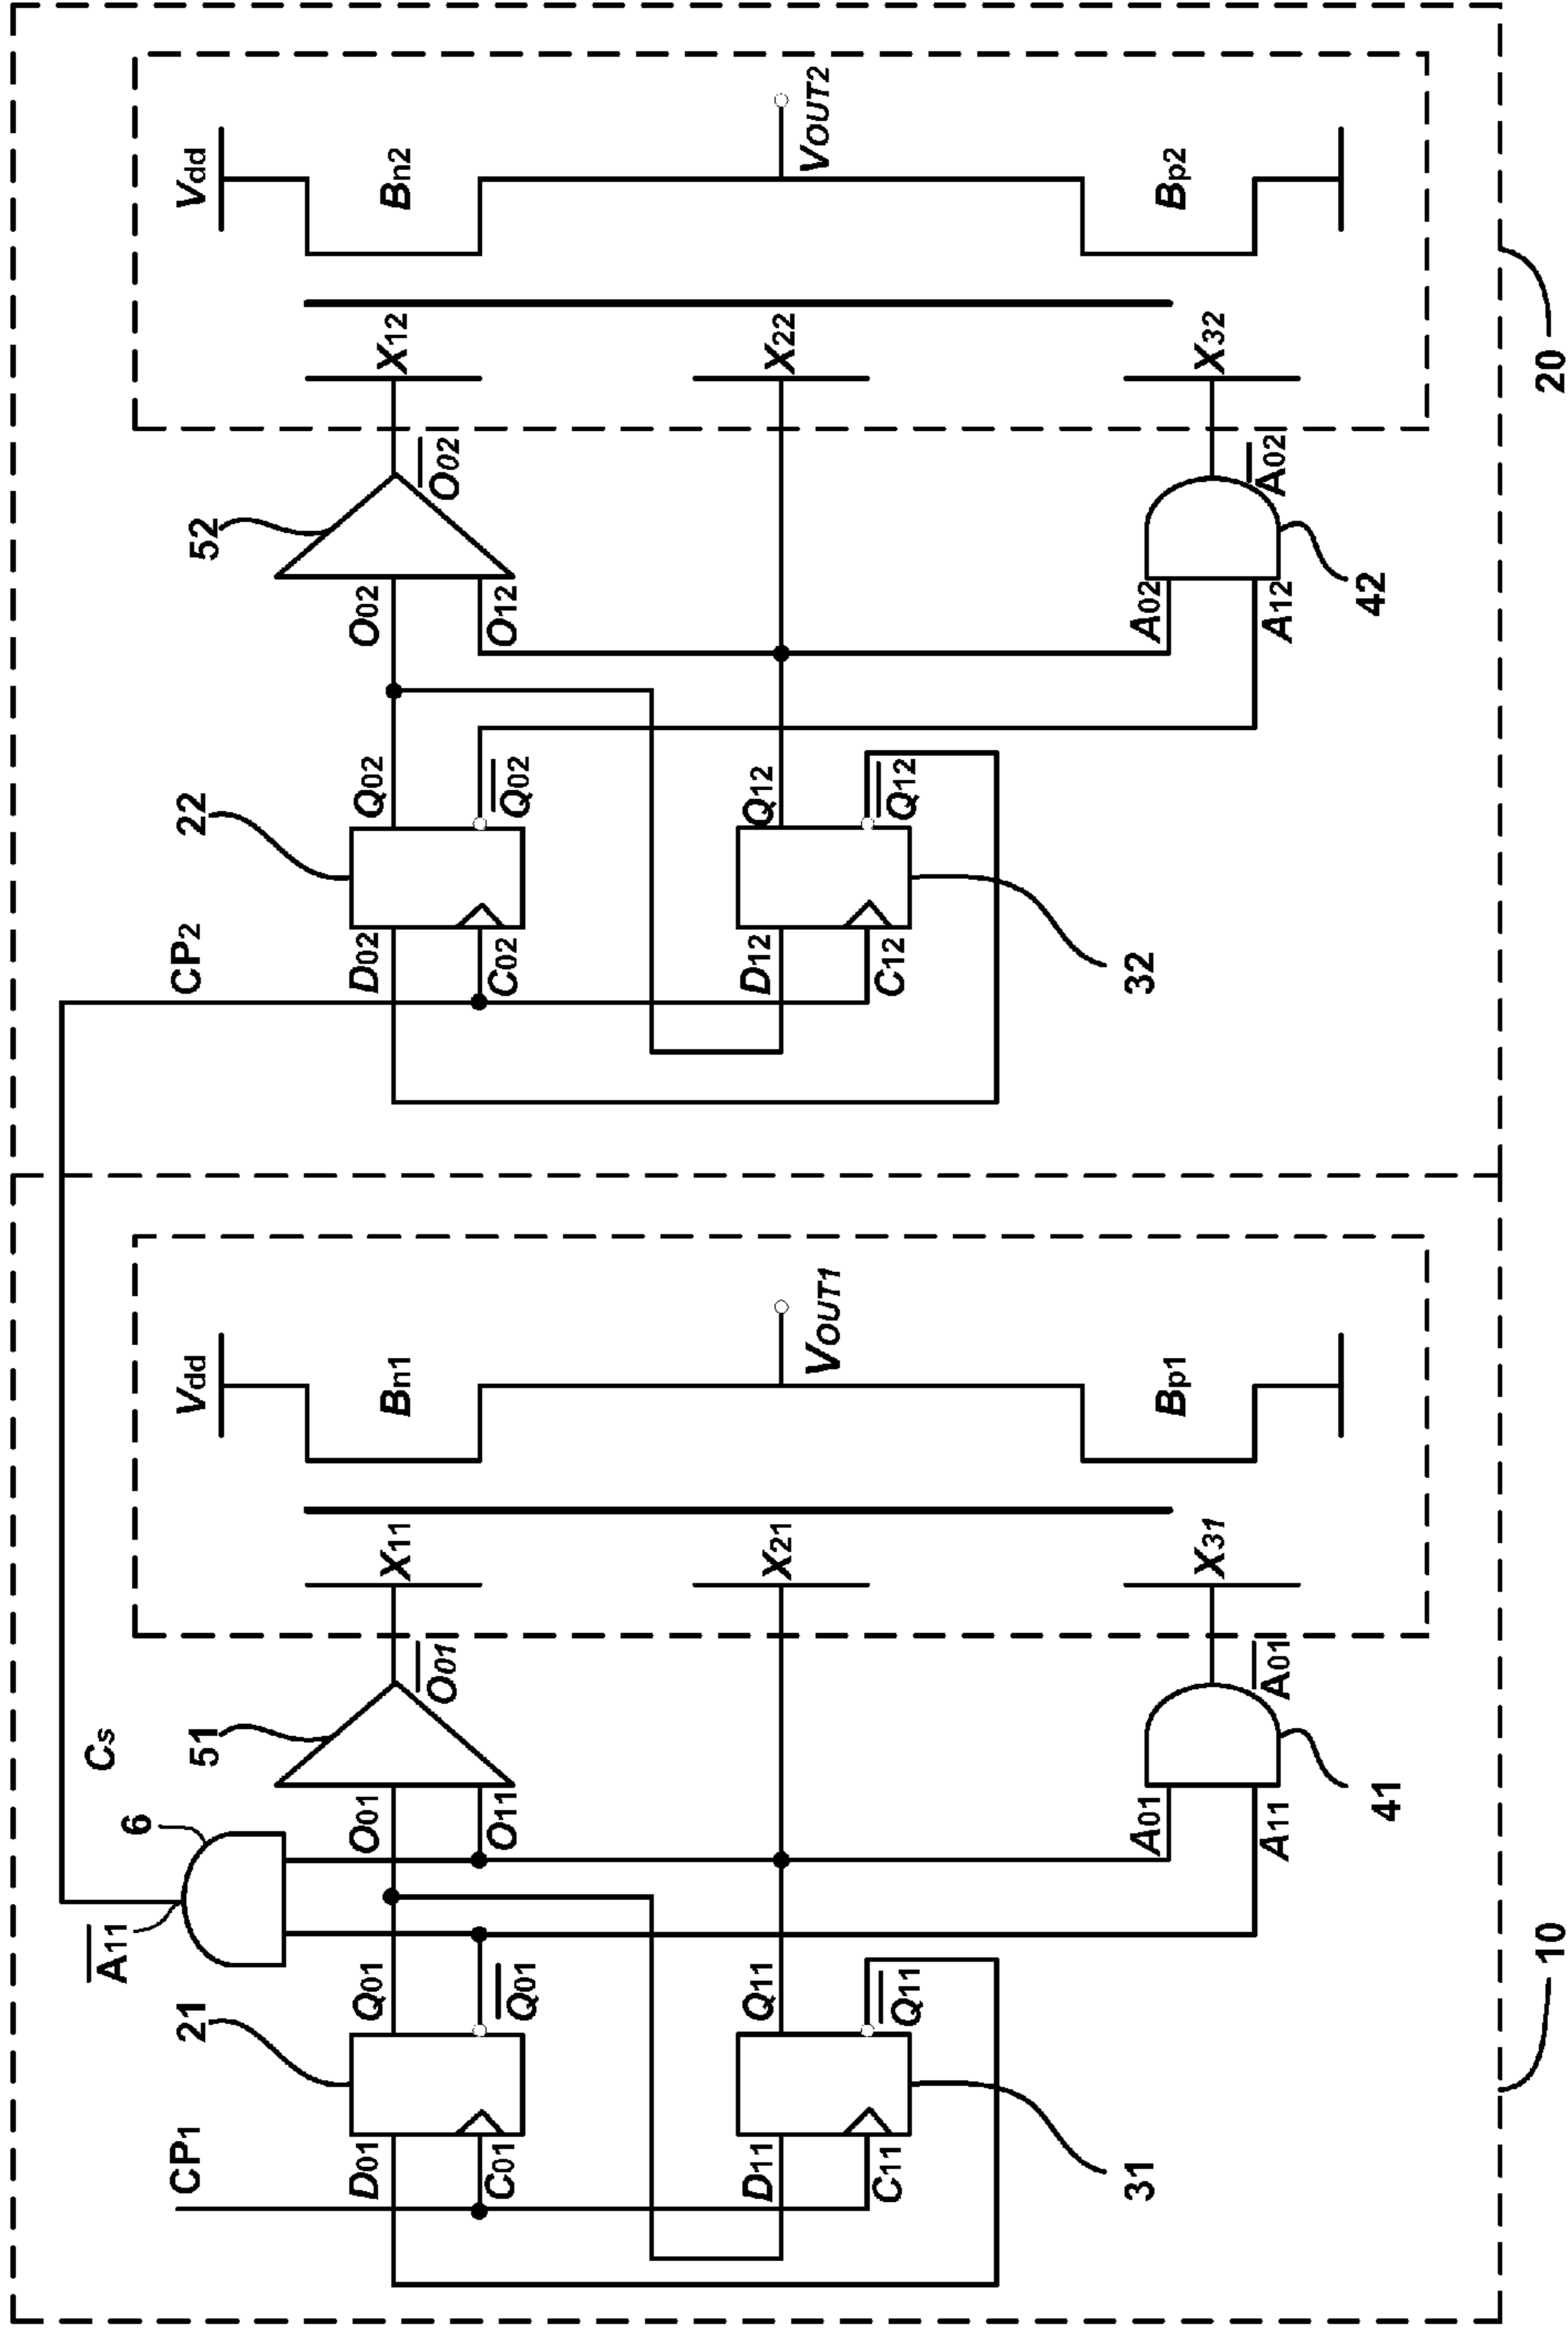 Vdd
Bn2
VOUT2
Bp2
X12
X22
X32
20
52
O02
O02
O12
A02
A02
A12
42
22
Q02
Q02
Q12
Q12
CP2
D02
C02
D12
C12
32
Vdd
Bn1
VOUT1
Bp1
X11
X21
X31
Cs
51
O01
6
O01
O11
A01
A01
A11
41
A11
21
Q01
Q01
Q11
Q11
10
CP1
D01
C01
D11
C11
31